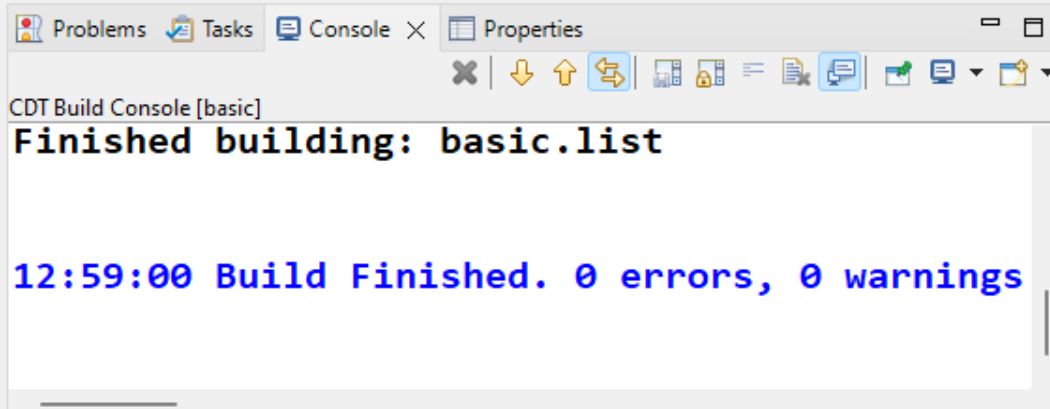 Problems Tasks Console Properties
CDT Build Console [basic]
Finished building: basic.list
12:59:00 Build Finished. 0 errors, 0 warnings